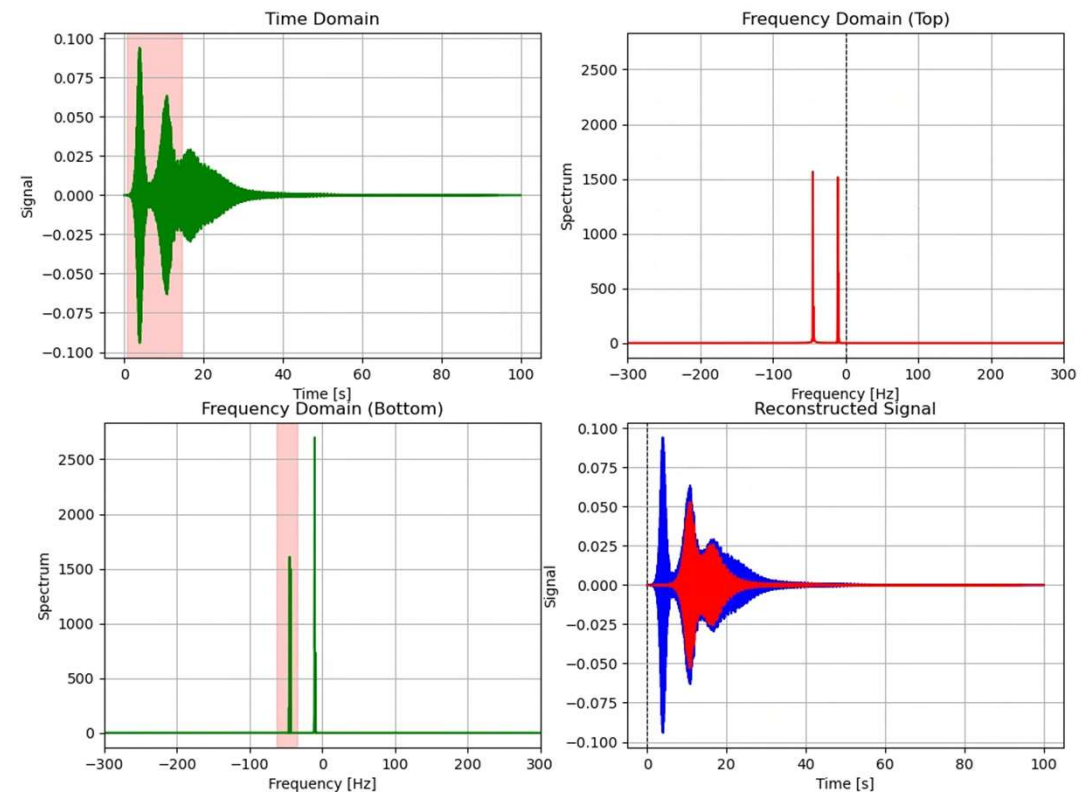 Time Domain
0.100
0.075
0.050
0.025
0.000
−0.025
−0.050
−0.075
−0.100
Signal
0 20 40 60 80 100
Time [s]
Frequency Domain (Top)
2500
2000
1500
1000
500
0
Spectrum
−300 −200 −100 0 100 200 300
Frequency [Hz]
Frequency Domain (Bottom)
2500
2000
1500
1000
500
0
Spectrum
−300 −200 −100 0 100 200 300
Frequency [Hz]
Reconstructed Signal
0.100
0.075
0.050
0.025
0.000
−0.025
−0.050
−0.075
−0.100
Signal
0 20 40 60 80 100
Time [s]